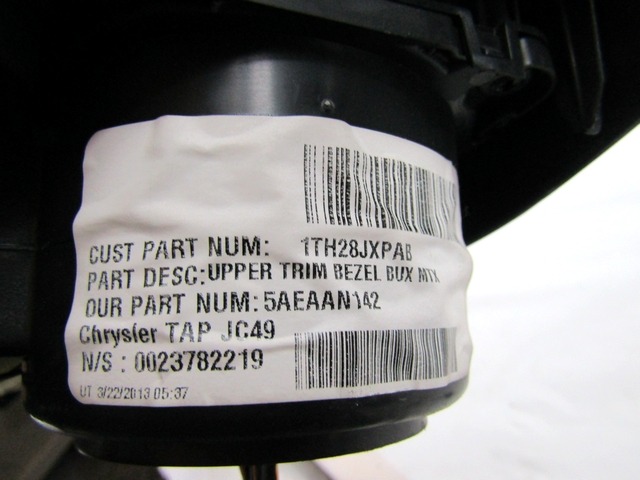 CUST PART NUM: 1TH28JXPAB
PART DESC:UPPER TRIM BEZEL BUX MTX
OUR PART NUM:5AEAAN142
Chrysler TAP JC49
N/S : 0023782219
UT 3/22/2013 05:37